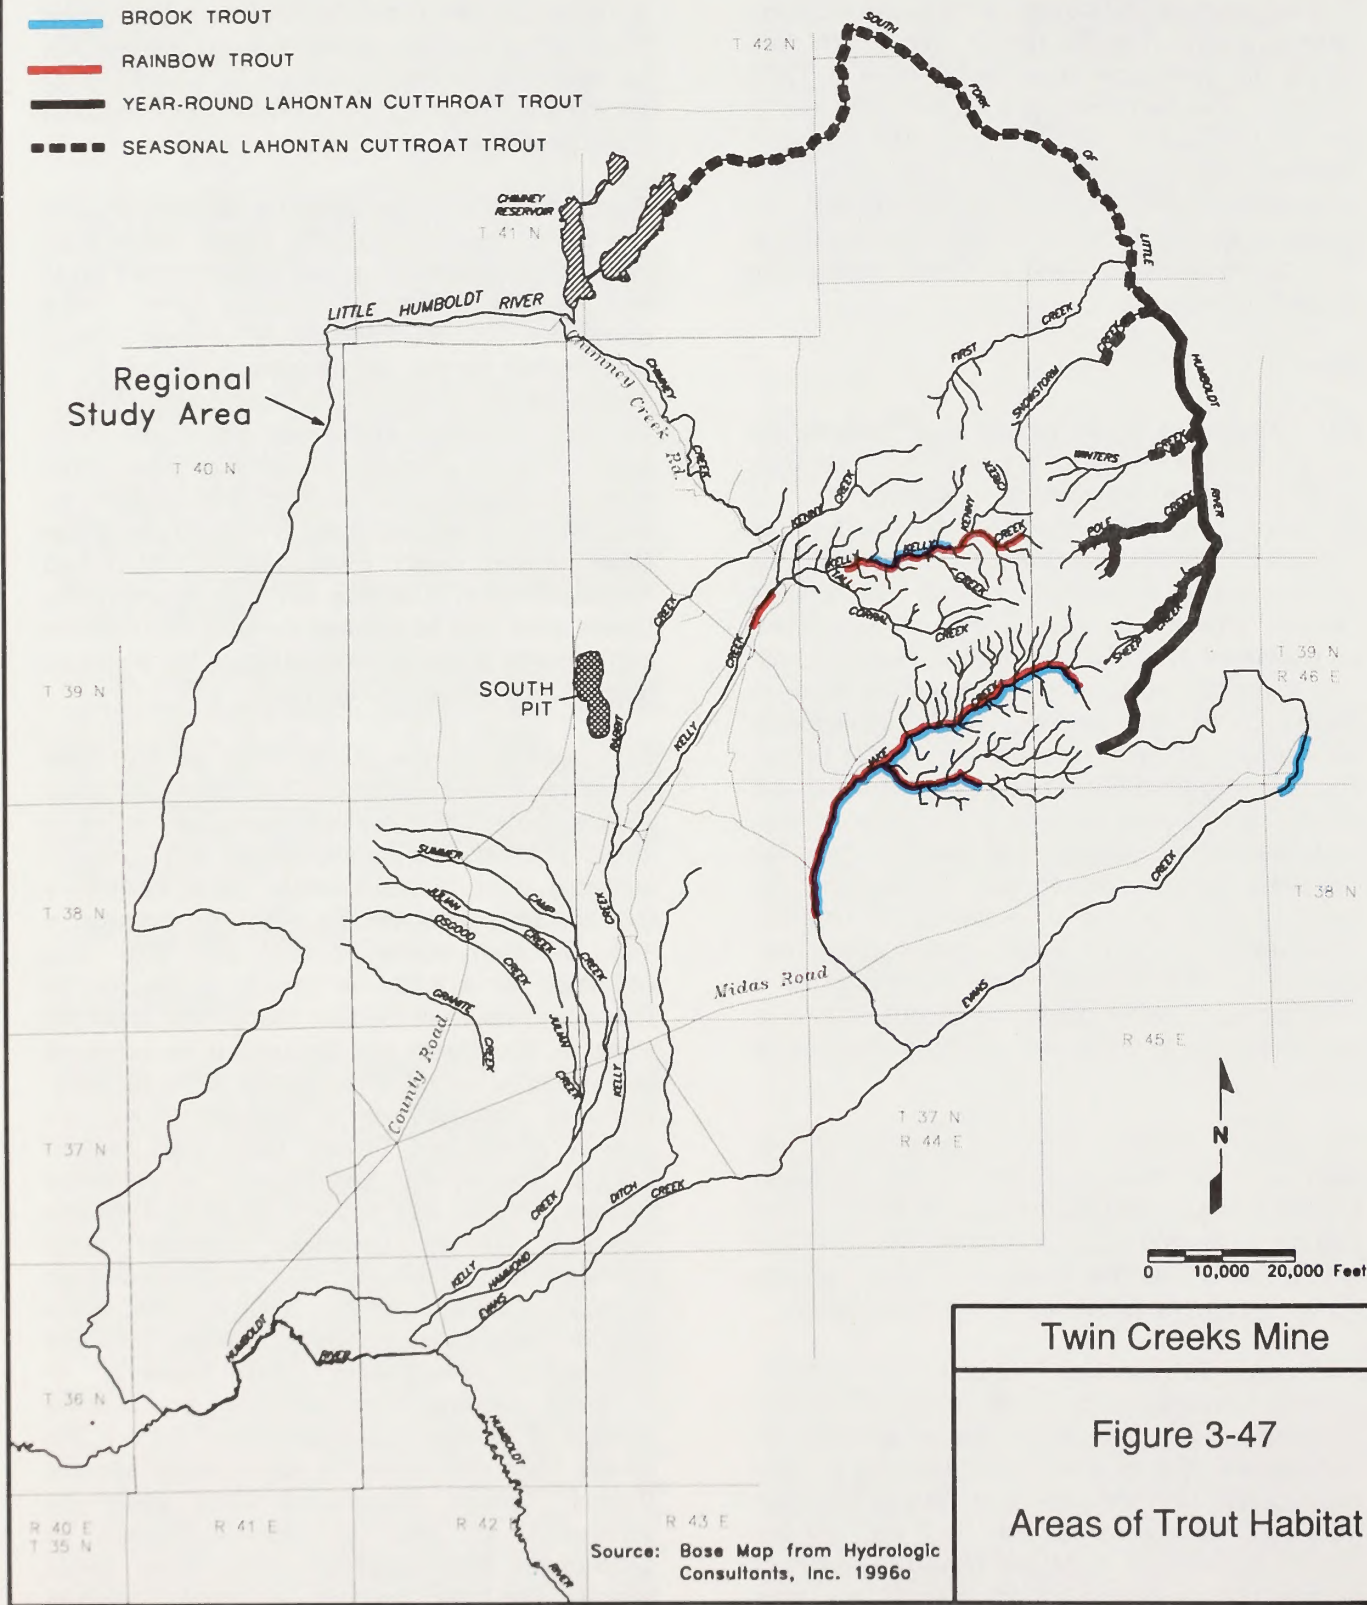 BROOK TROUT
RAINBOW TROUT
YEAR-ROUND LAHONTAN CUTTHROAT TROUT
SEASONAL LAHONTAN CUTTROAT TROUT
T 42 N
SOUTH
FORK
OF
LITTLE
HUMBOLDT
RIVER
CHIMNEY
RESERVOIR
T 41 N
LITTLE HUMBOLDT RIVER
Regional
Study Area
T 40 N
Chimney Creek Rd.
CHIMNEY
CREEK
FIRST
CREEK
SNOWSTORM
CREEK
WINTERS
CREEK
POLE
CREEK
SHEEP
CREEK
KENNY
CREEK
KENNY
CREEK
KELLY
KELLY
CREEK
TALL
CORRAL
CREEK
CREEK
CREEK
RABBIT
CREEK
KELLY
CREEK
JAKE
CREEK
SOUTH
PIT
T 39 N
T 39 N
R 46 E
SUMMER
CAMP
CREEK
JULIAN
CREEK
OSGOOD
CREEK
GRANITE
CREEK
JULIAN
CREEK
T 38 N
T 38 N
Midas Road
County Road
EVANS
CREEK
KELLY
CREEK
R 45 E
T 37 N
R 44 E
T 37 N
N
CREEK
DITCH
CREEK
KELLY
HAMMOND
EVANS
0 10,000 20,000 Feet
HUMBOLDT
RIVER
T 36 N
HUMBOLDT
RIVER
R 40 E
T 35 N
R 41 E
R 42
R 43 E
Source: Base Map from Hydrologic
Consultants, Inc. 1996a
Twin Creeks Mine
Figure 3-47
Areas of Trout Habitat